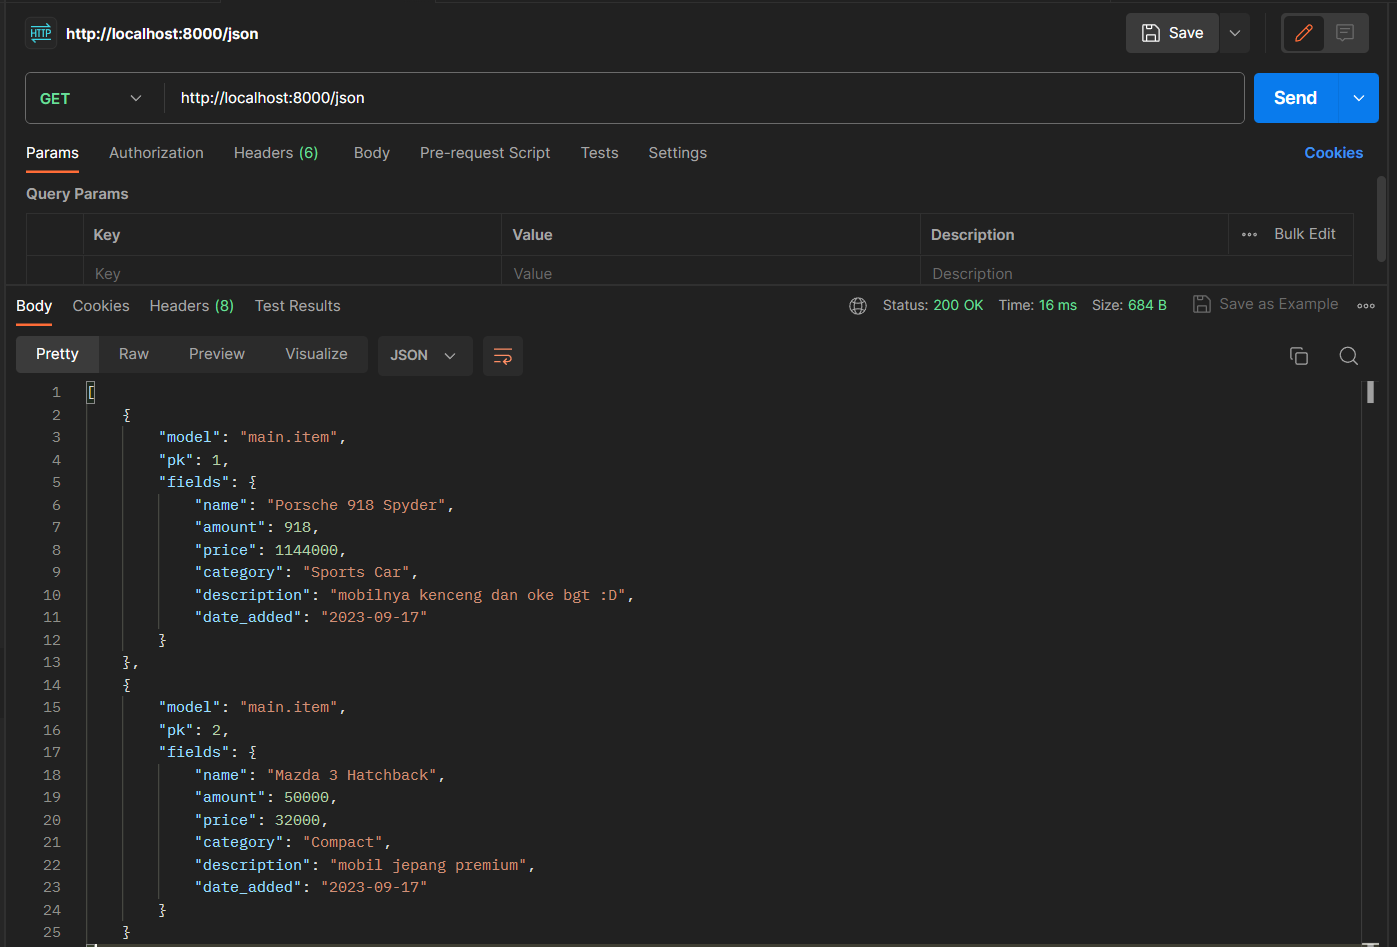 HTTP http://localhost:8000/json Save
GET http://localhost:8000/json Send
Params Authorization Headers (6) Body Pre-request Script Tests Settings Cookies
Query Params
Key Value Description Bulk Edit
Key Value Description
Body Cookies Headers (8) Test Results Status: 200 OK Time: 16 ms Size: 684 B Save as Example
Pretty Raw Preview Visualize JSON
1 [
2 {
3 "model": "main.item",
4 "pk": 1,
5 "fields": {
6 "name": "Porsche 918 Spyder",
7 "amount": 918,
8 "price": 1144000,
9 "category": "Sports Car",
10 "description": "mobilnya kenceng dan oke bgt :D",
11 "date_added": "2023-09-17"
12 }
13 },
14 {
15 "model": "main.item",
16 "pk": 2,
17 "fields": {
18 "name": "Mazda 3 Hatchback",
19 "amount": 50000,
20 "price": 32000,
21 "category": "Compact",
22 "description": "mobil jepang premium",
23 "date_added": "2023-09-17"
24 }
25 }